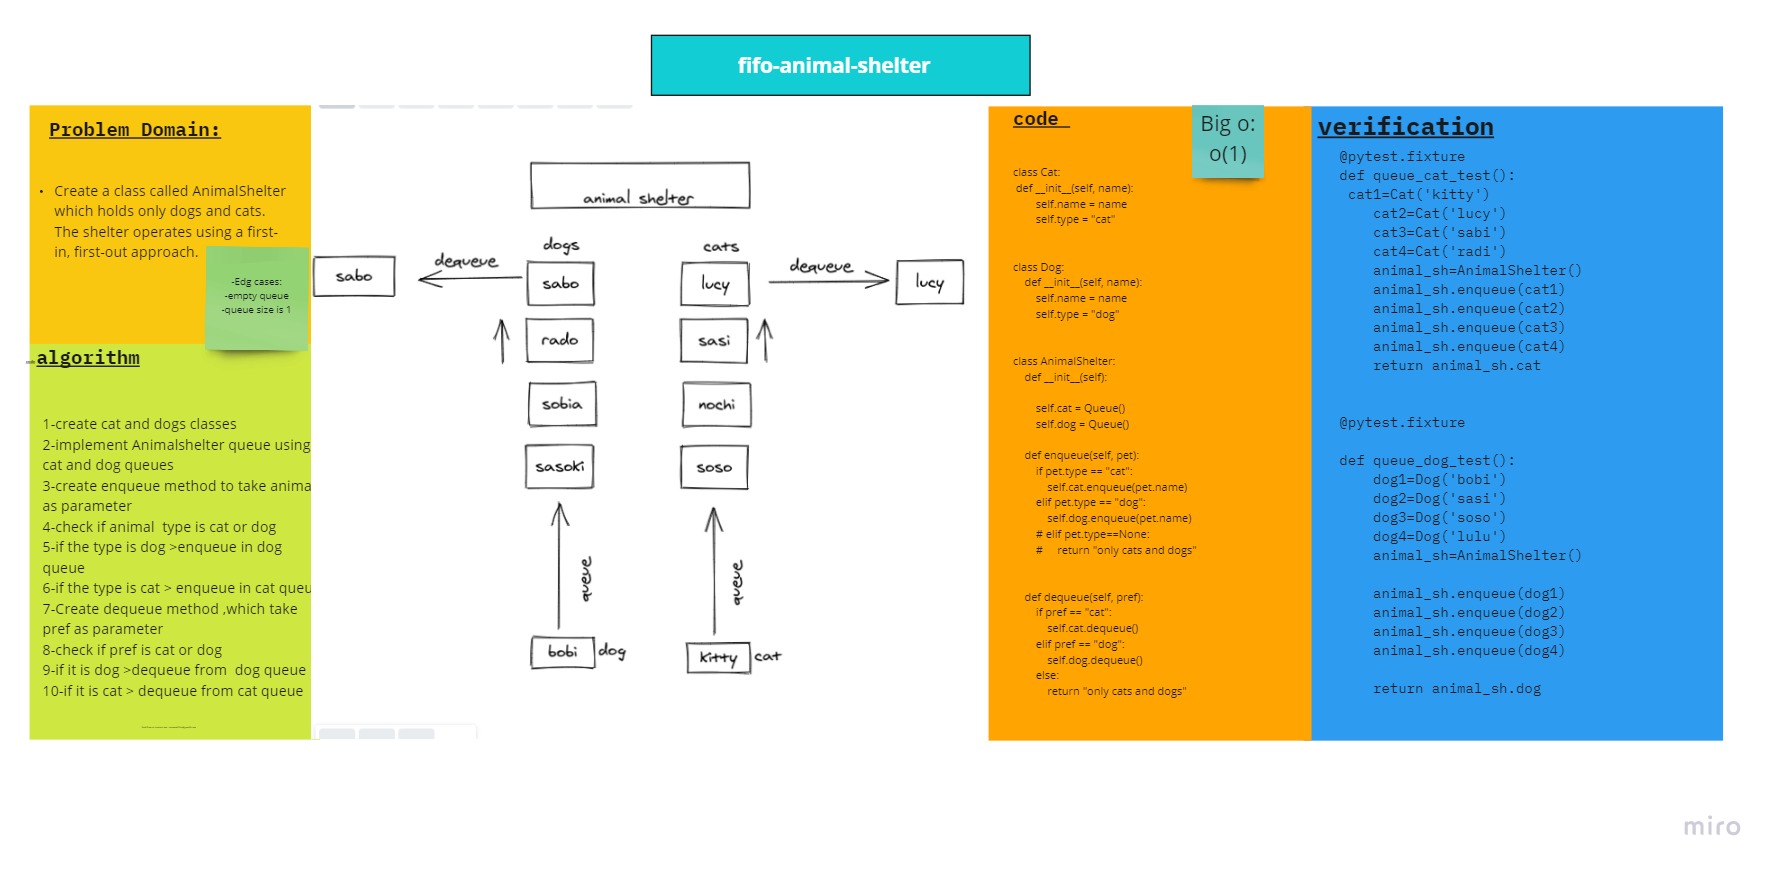 fifo-animal-shelter
Problem Domain:
• Create a class called AnimalShelter
which holds only dogs and cats.
The shelter operates using a first-
in, first-out approach.
-Edg cases:
-empty queue
-queue size is 1
algorithm
1-create cat and dogs classes
2-implement Animalshelter queue using
cat and dog queues
3-create enqueue method to take anima
as parameter
4-check if animal  type is cat or dog
5-if the type is dog >enqueue in dog
queue
6-if the type is cat > enqueue in cat queu
7-Create dequeue method ,which take
pref as parameter
8-check if pref is cat or dog
9-if it is dog >dequeue from  dog queue
10-if it is cat > dequeue from cat queue
animal shelter
dogs
cats
sabo
dequeue
sabo
lucy
dequeue
lucy
rado
sasi
sobia
nochi
sasoki
soso
queue
queue
bobi
dog
kitty
cat
code
Big o:
o(1)
class Cat:
def __init__(self, name):
self.name = name
self.type = "cat"
class Dog:
def __init__(self, name):
self.name = name
self.type = "dog"
class AnimalShelter:
def __init__(self):
self.cat = Queue()
self.dog = Queue()
def enqueue(self, pet):
if pet.type == "cat":
self.cat.enqueue(pet.name)
elif pet.type == "dog":
self.dog.enqueue(pet.name)
# elif pet.type==None:
#     return "only cats and dogs"
def dequeue(self, pref):
if pref == "cat":
self.cat.dequeue()
elif pref == "dog":
self.dog.dequeue()
else:
return "only cats and dogs"
verification
@pytest.fixture
def queue_cat_test():
cat1=Cat('kitty')
cat2=Cat('lucy')
cat3=Cat('sabi')
cat4=Cat('radi')
animal_sh=AnimalShelter()
animal_sh.enqueue(cat1)
animal_sh.enqueue(cat2)
animal_sh.enqueue(cat3)
animal_sh.enqueue(cat4)
return animal_sh.cat
@pytest.fixture
def queue_dog_test():
dog1=Dog('bobi')
dog2=Dog('sasi')
dog3=Dog('soso')
dog4=Dog('lulu')
animal_sh=AnimalShelter()
animal_sh.enqueue(dog1)
animal_sh.enqueue(dog2)
animal_sh.enqueue(dog3)
animal_sh.enqueue(dog4)
return animal_sh.dog
miro